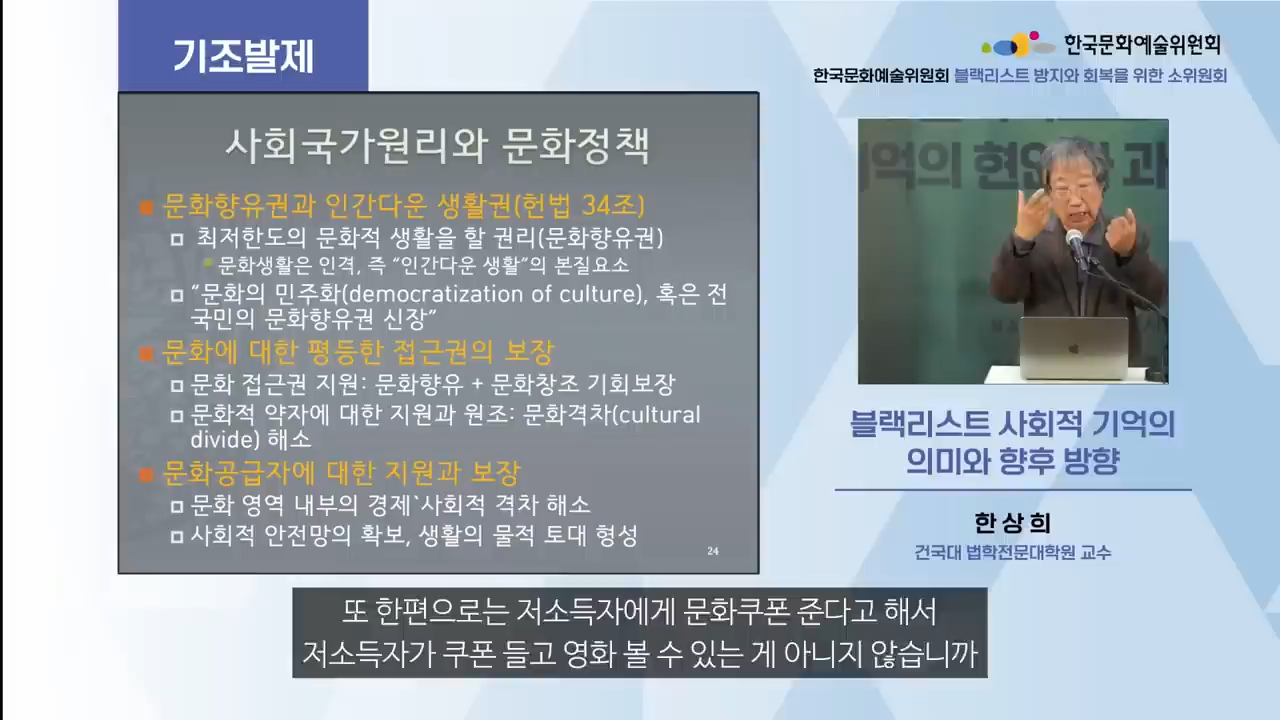 기조발제
한국문화예술위원회
한국문화예술위원회 블랙리스트 방지와 회복을 위한 소위원회
사회국가원리와 문화정책
문화향유권과 인간다운 생활권(헌법 34조)
최저한도의 문화적 생활을 할 권리(문화향유권)
문화생활은 인격, 즉 “인간다운 생활”의 본질요소
“문화의 민주화(democratization of culture), 혹은 전
국민의 문화향유권 신장”
문화에 대한 평등한 접근권의 보장
문화 접근권 지원: 문화향유 + 문화창조 기회보장
문화적 약자에 대한 지원과 원조: 문화격차(cultural
divide) 해소
문화공급자에 대한 지원과 보장
문화 영역 내부의 경제`사회적 격차 해소
사회적 안전망의 확보, 생활의 물적 토대 형성
24
억의 현안과 과
블랙리스트 사회적 기억의
의미와 향후 방향
한상희
건국대 법학전문대학원 교수
또 한편으로는 저소득자에게 문화쿠폰 준다고 해서
저소득자가 쿠폰 들고 영화 볼 수 있는 게 아니지 않습니까